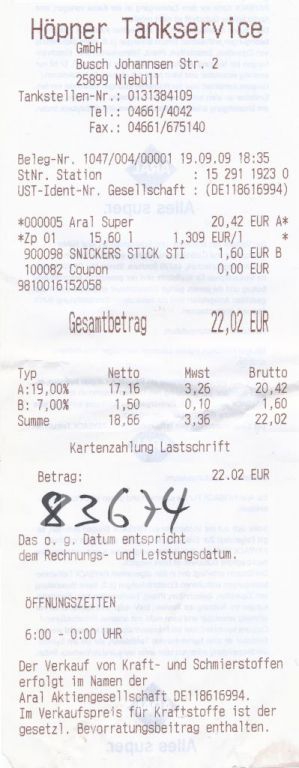 Höpner Tankservice
GmbH
Busch Johannsen Str. 2
25899 Niebüll
Tankstellen-Nr.: 0131384109
Tel.: 04661/4042
Fax.: 04661/675140
Beleg-Nr. 1047/004/00001 19.09.09 18:35
StNr. Station : 15 291 1923 0
UST-Ident-Nr. Gesellschaft : (DE118616994)
*000005 Aral Super 20,42 EUR A*
*Zp 01 15,60 l 1,309 EUR/l *
900098 SNICKERS STICK STI 1,60 EUR B
100082 Coupon 0,00 EUR
9810016152058
Gesamtbetrag 22,02 EUR
Typ Netto Mwst Brutto
A:19,00% 17,16 3,26 20,42
B: 7,00% 1,50 0,10 1,60
Summe 18,66 3,36 22,02
Kartenzahlung Lastschrift
Betrag: 22.02 EUR
83674
Das o. g. Datum entspricht
dem Rechnungs- und Leistungsdatum.
ÖFFNUNGSZEITEN
6:00 - 0:00 UHR
Der Verkauf von Kraft- und Schmierstoffen
erfolgt im Namen der
Aral Aktiengesellschaft DE118616994.
Im Verkaufspreis für Kraftstoffe ist der
gesetzl. Bevorratungsbeitrag enthalten.